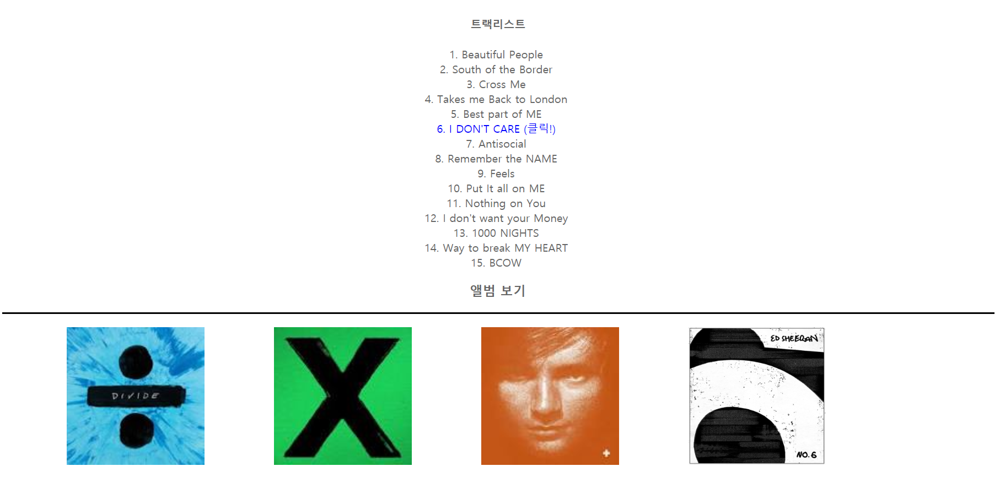 트랙리스트
1. Beautiful People
2. South of the Border
3. Cross Me
4. Takes me Back to London
5. Best part of ME
6. I DON'T CARE (클릭!)
7. Antisocial
8. Remember the NAME
9. Feels
10. Put It all on ME
11. Nothing on You
12. I don't want your Money
13. 1000 NIGHTS
14. Way to break MY HEART
15. BCOW
앨범 보기
DIVIDE
X
ED SHEERAN
NO.6